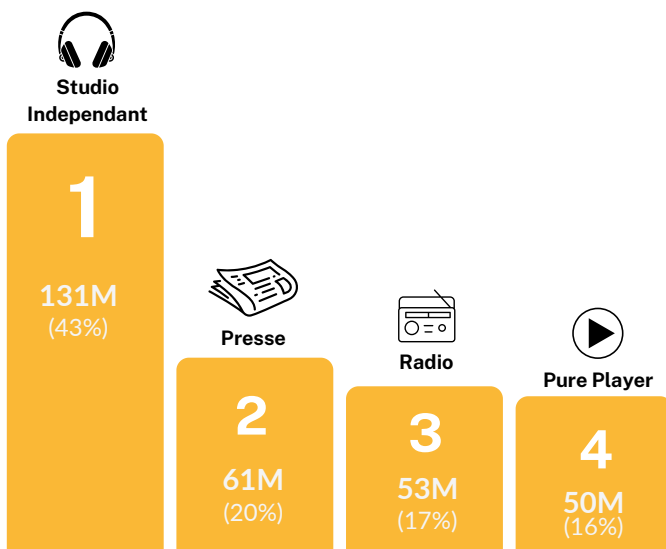 Studio
Independant
1
131M
(43%)
Presse
2
61M
(20%)
Radio
3
53M
(17%)
Pure Player
4
50M
(16%)